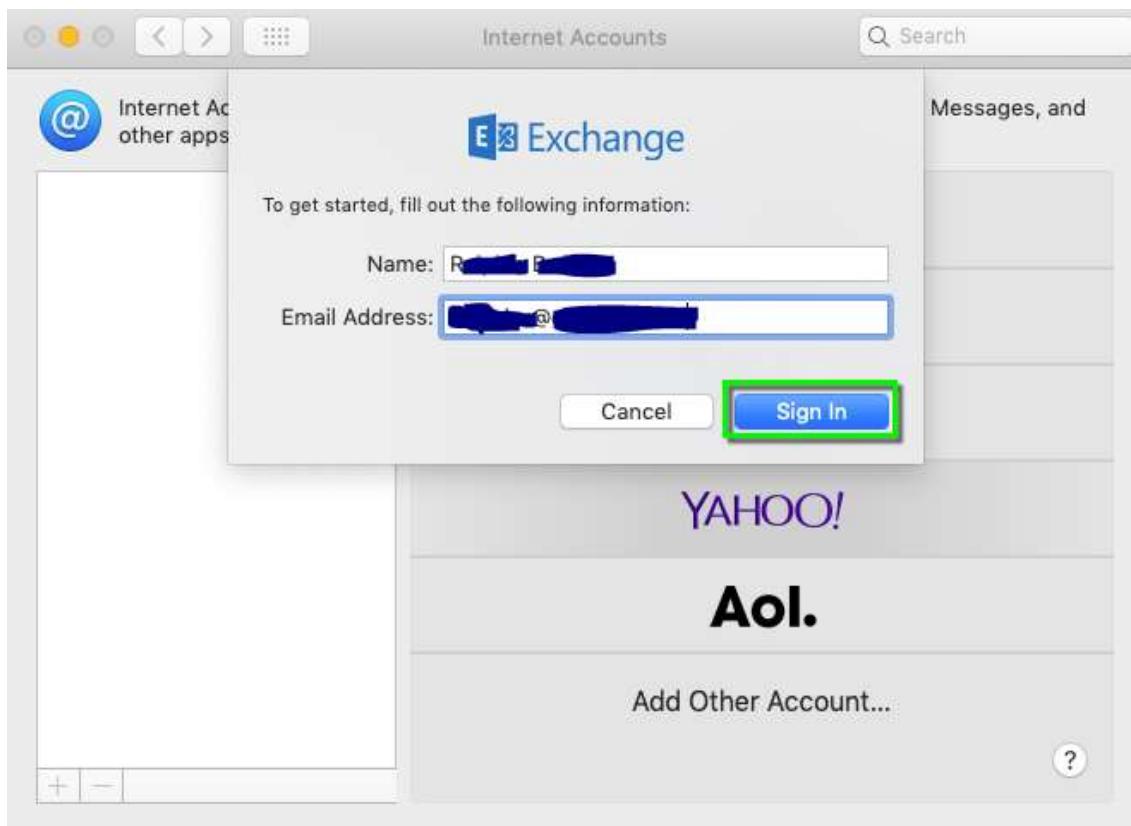 Internet Accounts
Search
Internet Ac
other apps
Messages, and
@
E Exchange
To get started, fill out the following information:
Name:
Email Address: @
Cancel
Sign In
YAHOO!
Aol.
Add Other Account...
?
+ −